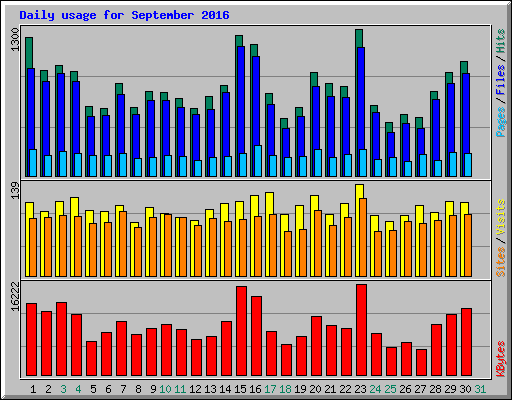 Daily usage for September 2016
1300
Pages / Files / Hits
139
Sites / Visits
16222
KBytes
1 2 3 4 5 6 7 8 9 10 11 12 13 14 15 16 17 18 19 20 21 22 23 24 25 26 27 28 29 30 31